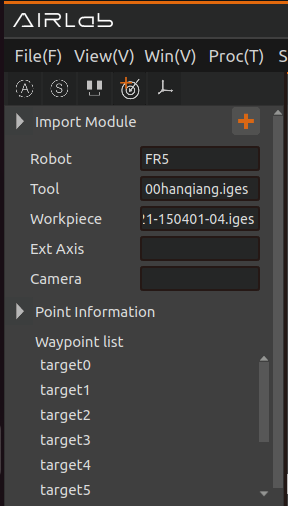 AIRLab
File(F) View(V) Win(V) Proc(T) S
A S
Import Module
Robot FR5
Tool 00hanqiang.iges
Workpiece 21-150401-04.iges
Ext Axis
Camera
Point Information
Waypoint list
target0
target1
target2
target3
target4
target5